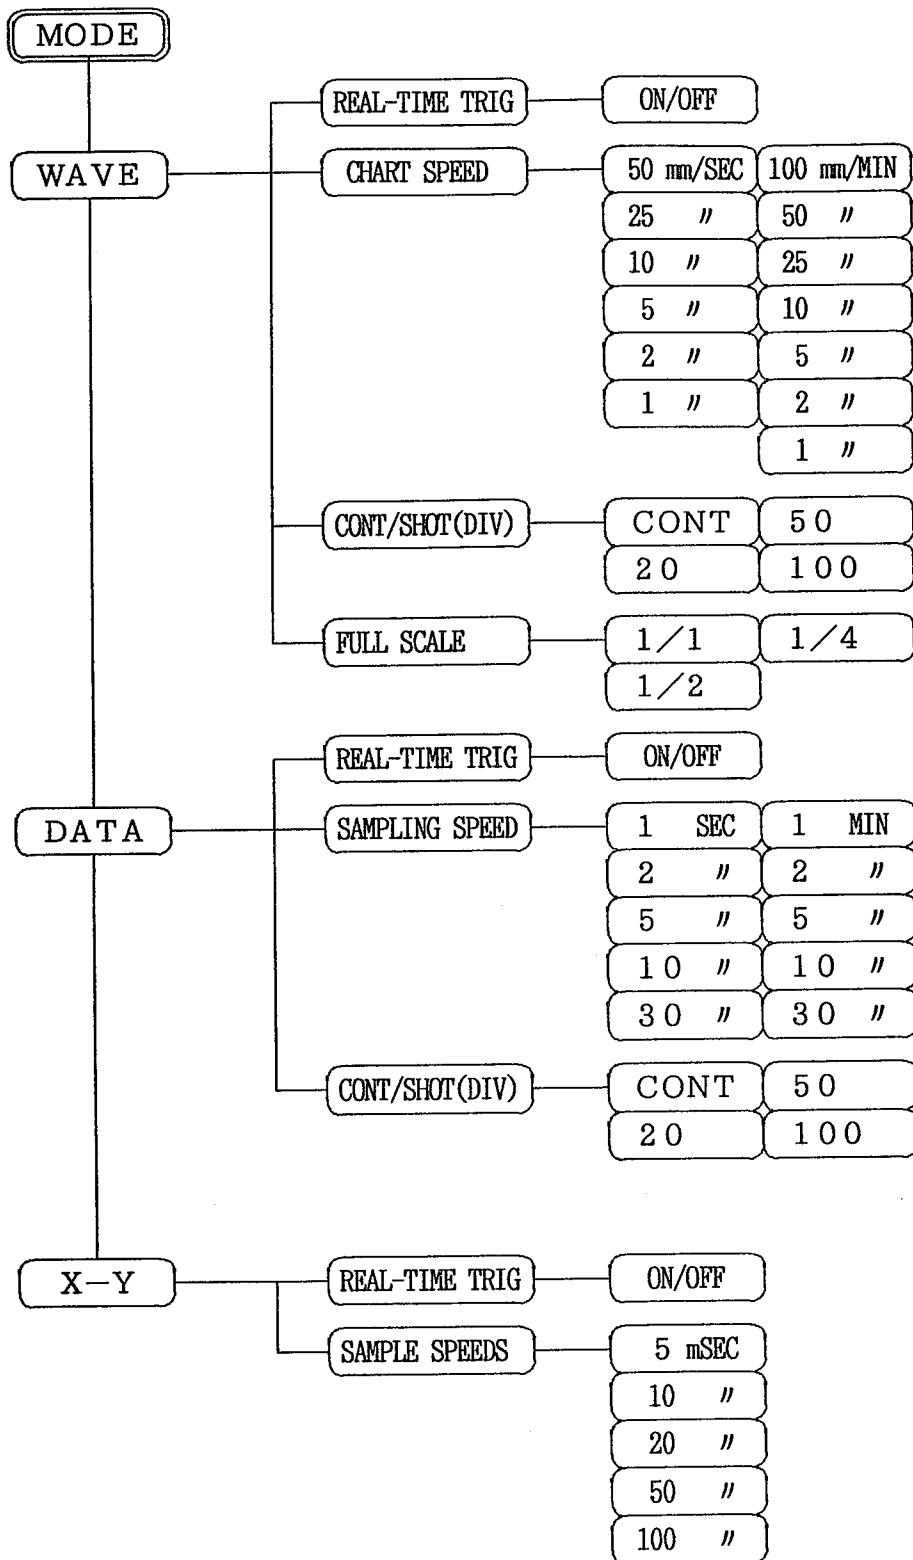 MODE
REAL-TIME TRIG ON/OFF
WAVE CHART SPEED 50 mm/SEC 100 mm/MIN
25 〃 50 〃
10 〃 25 〃
5 〃 10 〃
2 〃 5 〃
1 〃 2 〃
1 〃
CONT/SHOT(DIV) CONT 50
20 100
FULL SCALE 1/1 1/4
1/2
REAL-TIME TRIG ON/OFF
DATA SAMPLING SPEED 1 SEC 1 MIN
2 〃 2 〃
5 〃 5 〃
10 〃 10 〃
30 〃 30 〃
CONT/SHOT(DIV) CONT 50
20 100
X-Y REAL-TIME TRIG ON/OFF
SAMPLE SPEEDS 5 mSEC
10 〃
20 〃
50 〃
100 〃